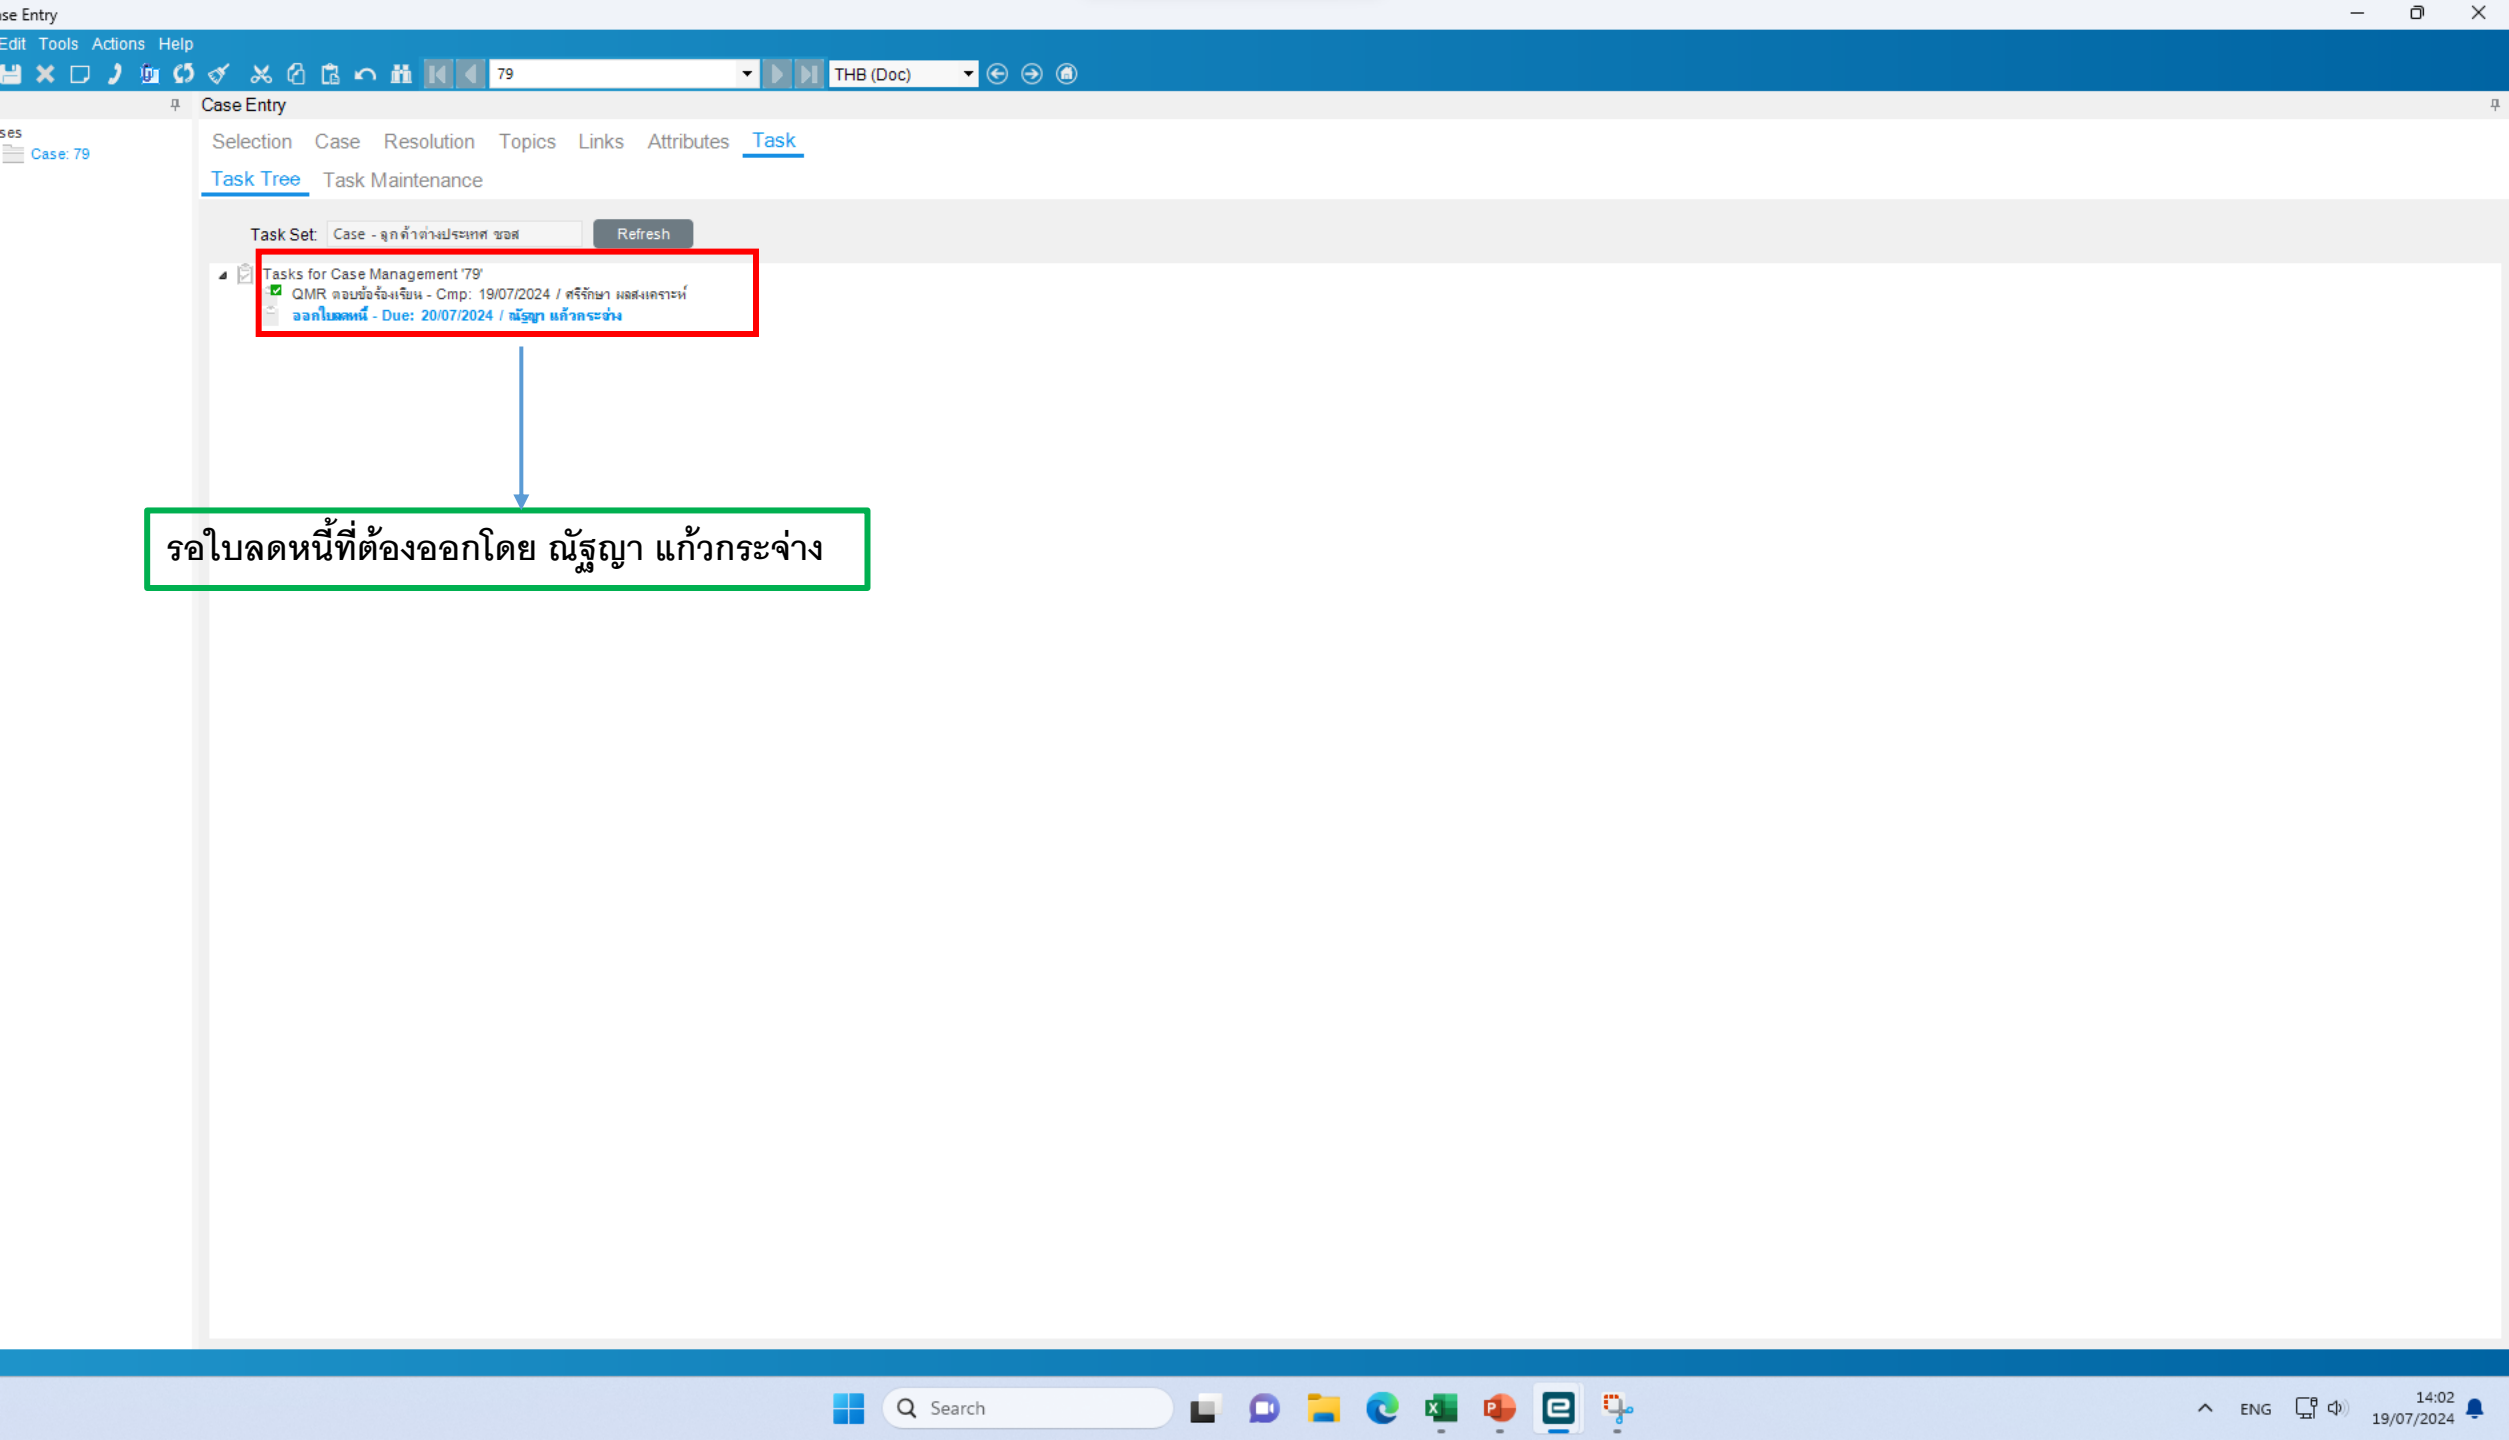 se Entry
Edit Tools Actions Help
79
THB (Doc)
Case Entry
ses
Case: 79
Selection Case Resolution Topics Links Attributes Task
Task Tree Task Maintenance
Task Set: Case - ลูกค้าต่างประเทศ ซอส Refresh
Tasks for Case Management '79'
QMR ตอบข้อร้องเรียน - Cmp: 19/07/2024 / ศรีรักษา ผลสงเคราะห์
ออกใบลดหนี้ - Due: 20/07/2024 / ณัฐญา แก้วกระจ่าง
รอใบลดหนี้ที่ต้องออกโดย ณัฐญา แก้วกระจ่าง
Search
ENG
14:02
19/07/2024